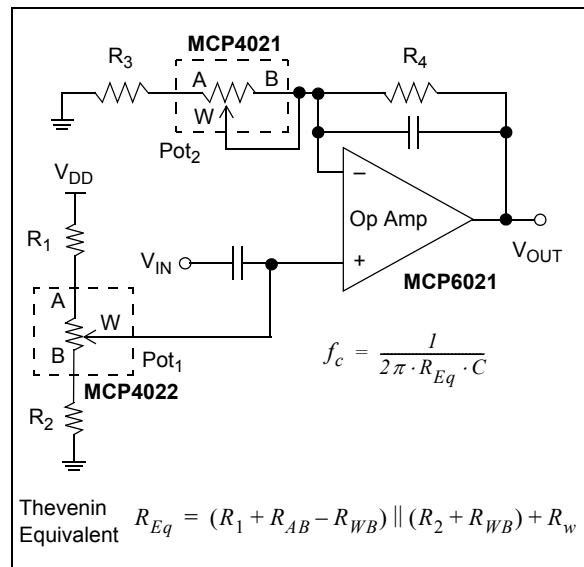 MCP4021
R3
A
B
W
Pot2
R4
VDD
R1
VIN
Op Amp
−
+
VOUT
MCP6021
A
W
B
Pot1
MCP4022
R2
fc = 1 / (2π · REq · C)
Thevenin
Equivalent
REq = (R1 + RAB – RWB) || (R2 + RWB) + Rw